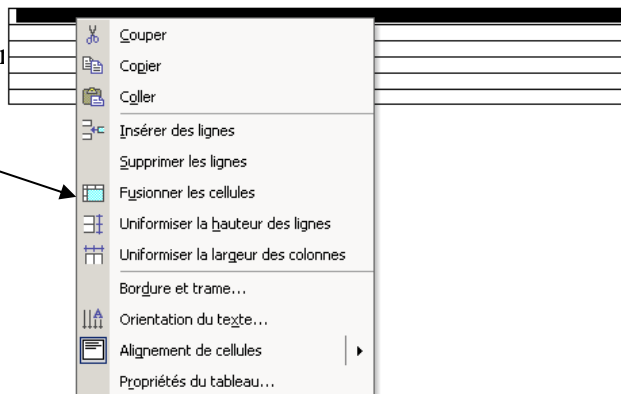 Couper
Copier
Coller
Insérer des lignes
Supprimer les lignes
Fusionner les cellules
Uniformiser la hauteur des lignes
Uniformiser la largeur des colonnes
Bordure et trame...
Orientation du texte...
Alignement de cellules
Propriétés du tableau...